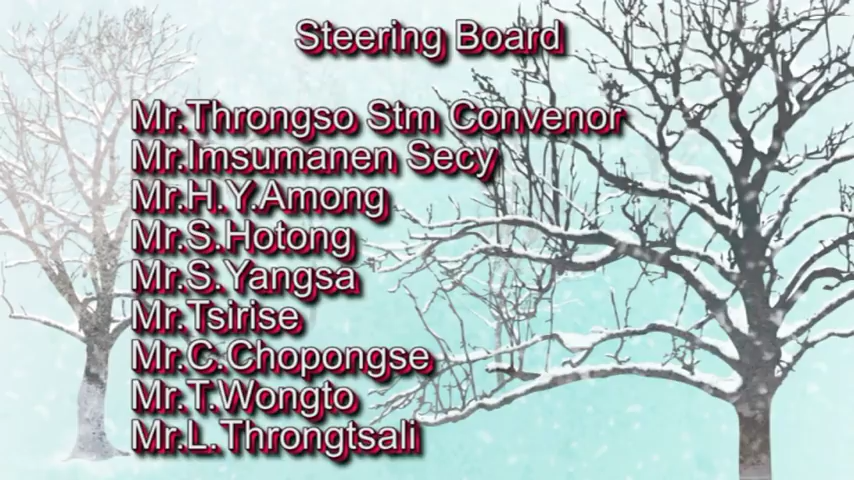 Steering Board
Mr.Throngso Stm Convenor
Mr.Imsumanen Secy
Mr.H.Y.Among
Mr.S.Hotong
Mr.S.Yangsa
Mr.Tsirise
Mr.C.Chopongse
Mr.T.Wongto
Mr.L.Throngtsali